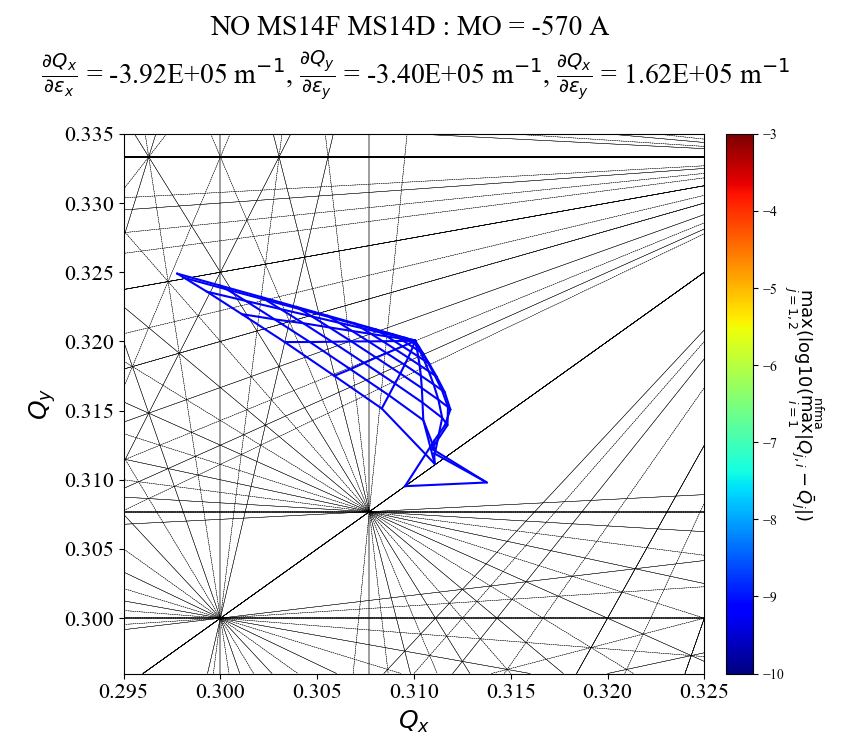 NO MS14F MS14D : MO = -570 A
∂Qx/∂εx = -3.92E+05 m⁻¹, ∂Qy/∂εy = -3.40E+05 m⁻¹, ∂Qx/∂εy = 1.62E+05 m⁻¹
0.335
0.330
0.325
0.320
0.315
0.310
0.305
0.300
Qy
0.295 0.300 0.305 0.310 0.315 0.320 0.325
Qx
−3
−4
−5
−6
−7
−8
−9
−10
max(log10(max|Qj,i − Q̄j|)
j=1,2 i=1 nfma